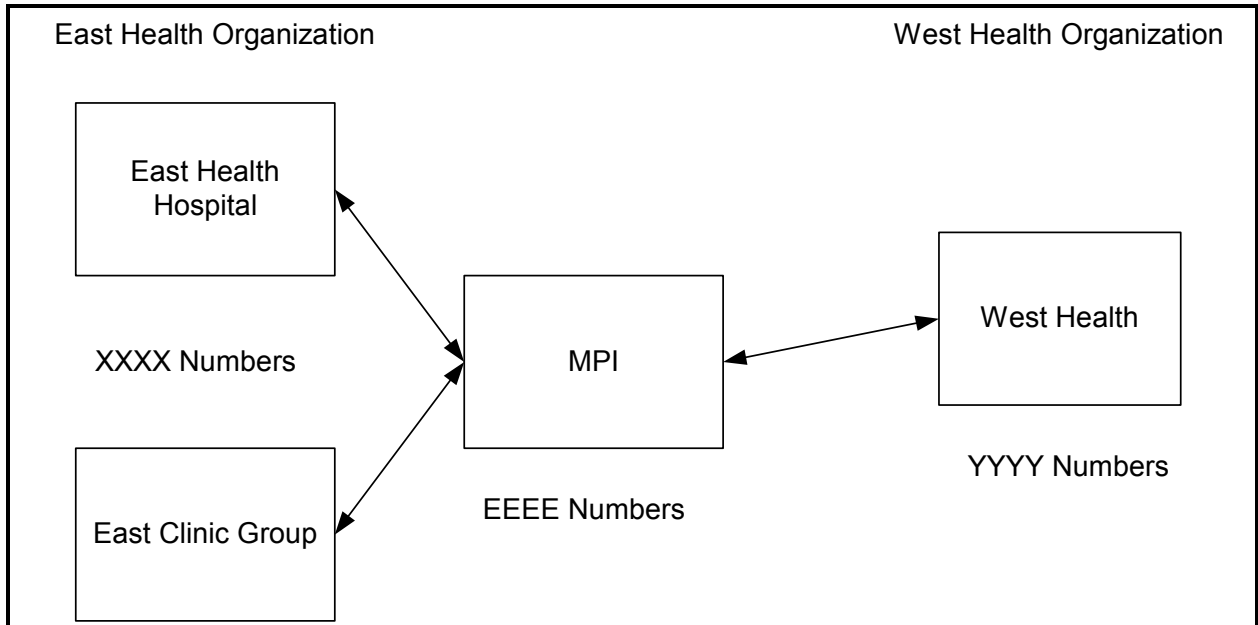 East Health Organization
West Health Organization
East Health
Hospital
West Health
XXXX Numbers
MPI
YYYY Numbers
EEEE Numbers
East Clinic Group